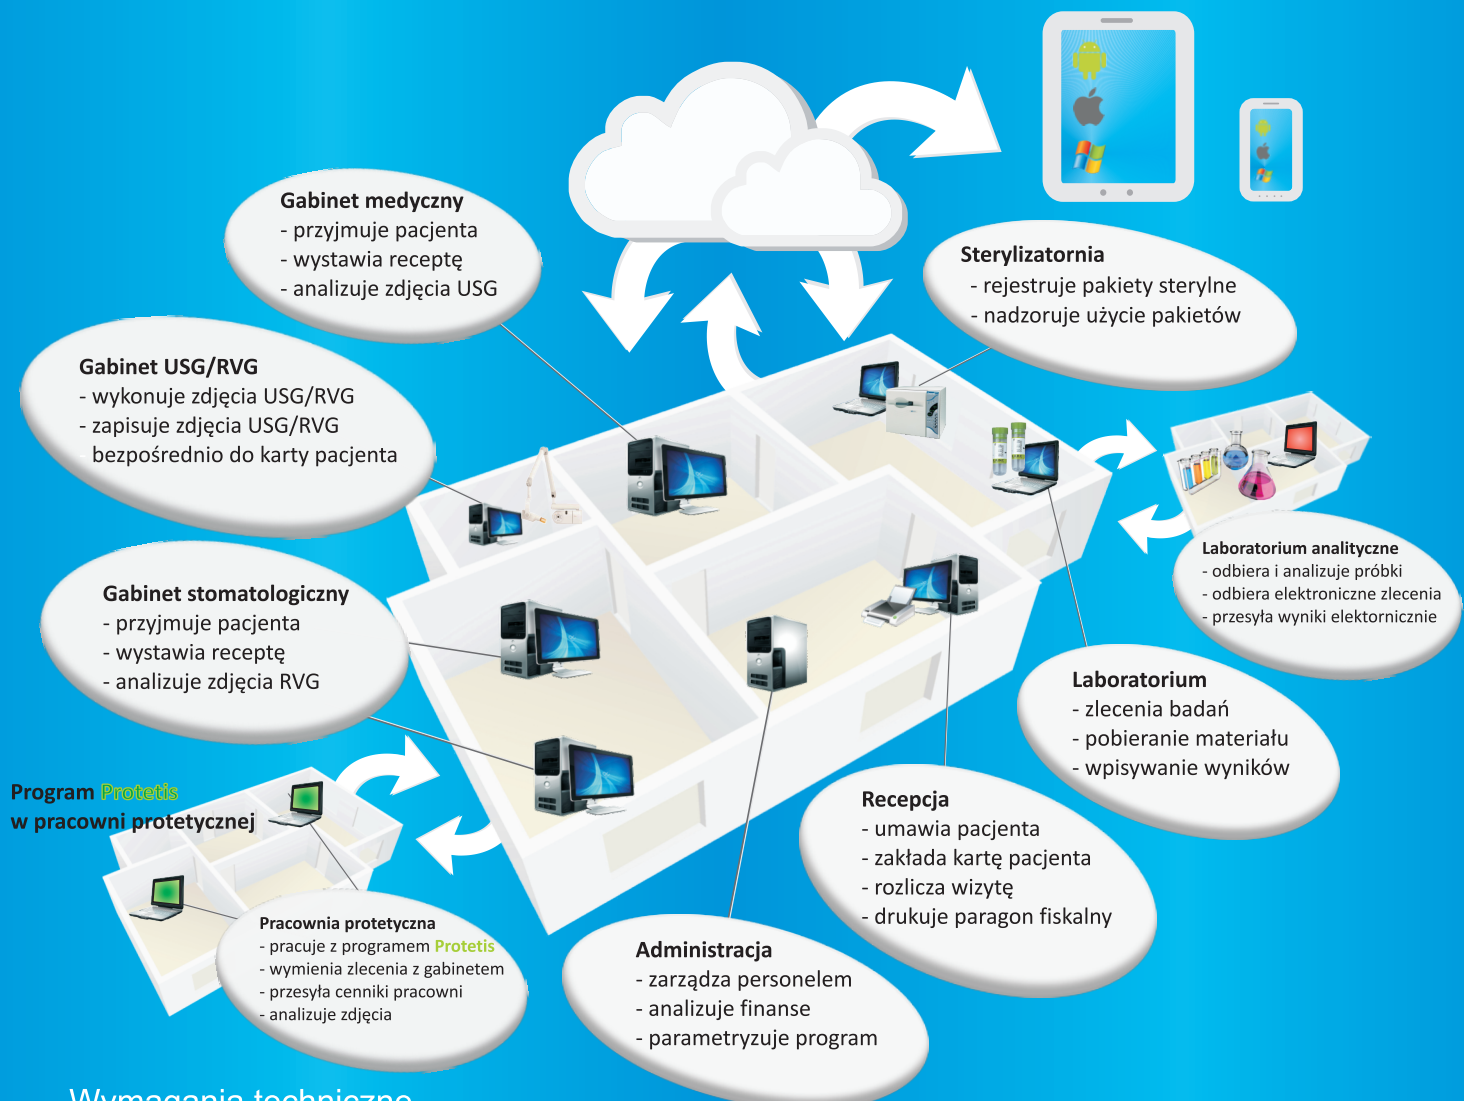 Gabinet medyczny
- przyjmuje pacjenta
- wystawia receptę
- analizuje zdjęcia USG
Sterylizatornia
- rejestruje pakiety sterylne
- nadzoruje użycie pakietów
Gabinet USG/RVG
- wykonuje zdjęcia USG/RVG
- zapisuje zdjęcia USG/RVG
bezpośrednio do karty pacjenta
Laboratorium analityczne
- odbiera i analizuje próbki
- odbiera elektroniczne zlecenia
- przesyła wyniki elektornicznie
Gabinet stomatologiczny
- przyjmuje pacjenta
- wystawia receptę
- analizuje zdjęcia RVG
Laboratorium
- zlecenia badań
- pobieranie materiału
- wpisywanie wyników
Program Protetis
w pracowni protetycznej
Recepcja
- umawia pacjenta
- zakłada kartę pacjenta
- rozlicza wizytę
- drukuje paragon fiskalny
Pracownia protetyczna
- pracuje z programem Protetis
- wymienia zlecenia z gabinetem
- przesyła cenniki pracowni
- analizuje zdjęcia
Administracja
- zarządza personelem
- analizuje finanse
- parametryzuje program
Wymagania techniczne